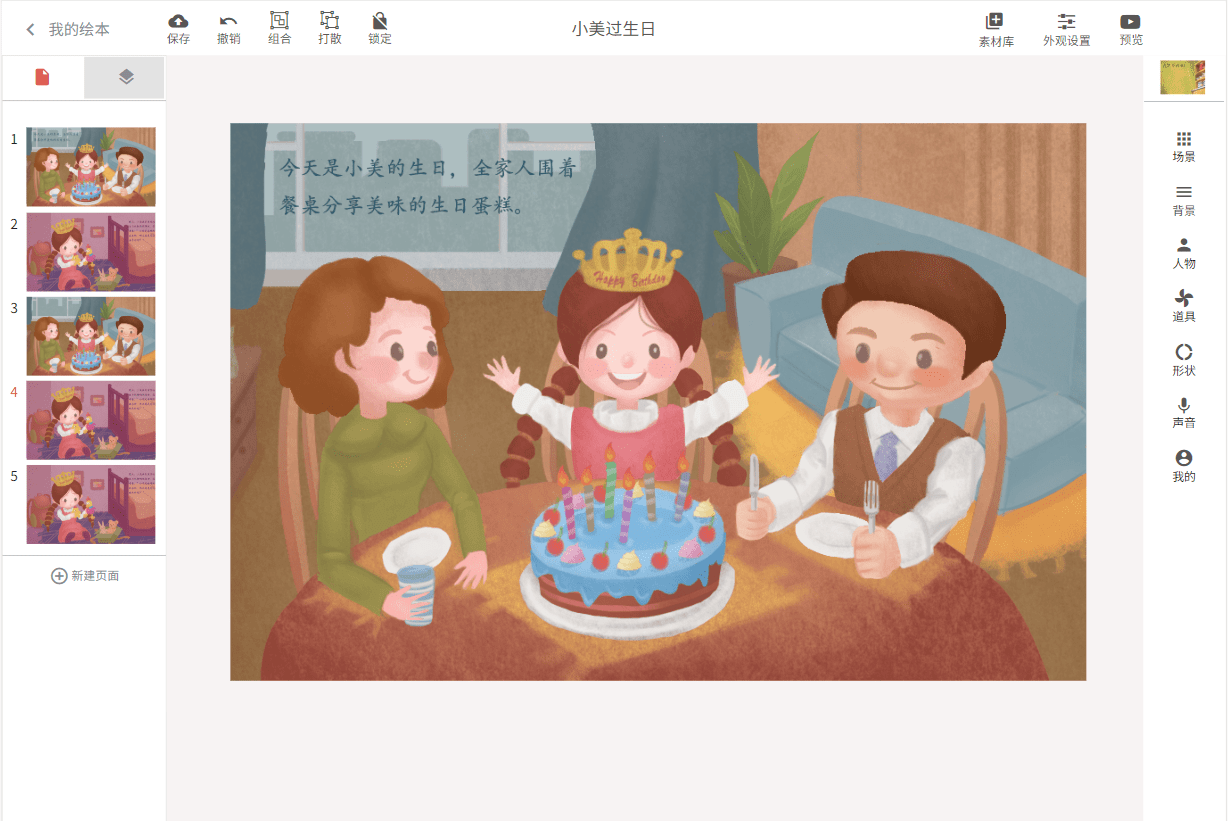 我的绘本
保存
撤销
组合
打散
锁定
小美过生日
素材库
外观设置
预览
1
2
3
4
5
新建页面
今天是小美的生日，全家人围着
餐桌分享美味的生日蛋糕。
Happy Birthday
场景
背景
人物
道具
形状
声音
我的